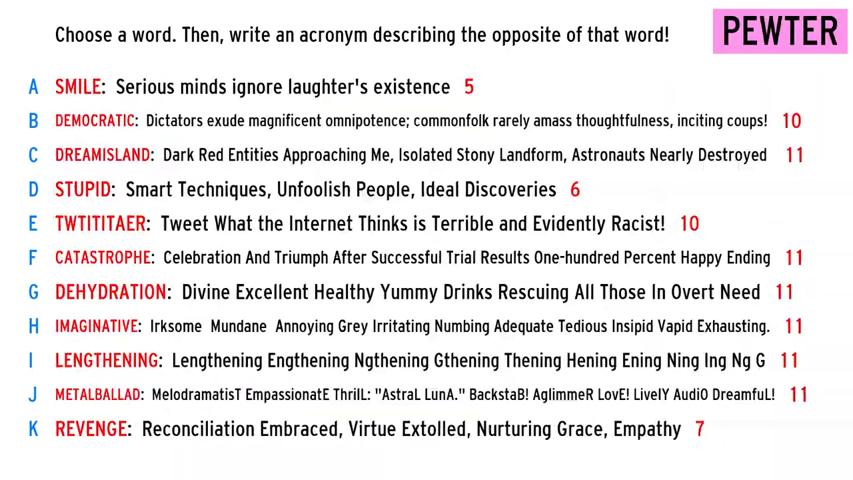 Choose a word. Then, write an acronym describing the opposite of that word!
PEWTER
A SMILE: Serious minds ignore laughter's existence 5
B DEMOCRATIC: Dictators exude magnificent omnipotence; commonfolk rarely amass thoughtfulness, inciting coups! 10
C DREAMISLAND: Dark Red Entities Approaching Me, Isolated Stony Landform, Astronauts Nearly Destroyed 11
D STUPID: Smart Techniques, Unfoolish People, Ideal Discoveries 6
E TWTITITAER: Tweet What the Internet Thinks is Terrible and Evidently Racist! 10
F CATASTROPHE: Celebration And Triumph After Successful Trial Results One-hundred Percent Happy Ending 11
G DEHYDRATION: Divine Excellent Healthy Yummy Drinks Rescuing All Those In Overt Need 11
H IMAGINATIVE: Irksome Mundane Annoying Grey Irritating Numbing Adequate Tedious Insipid Vapid Exhausting. 11
I LENGTHENING: Lengthening Engthening Ngthening Gthening Thening Hening Ening Ning Ing Ng G 11
J METALBALLAD: MelodramatisT EmpassionatE ThrilL: "AstraL LunA." BackstaB! AglimmeR LovE! LivelY AudiO DreamfuL! 11
K REVENGE: Reconciliation Embraced, Virtue Extolled, Nurturing Grace, Empathy 7